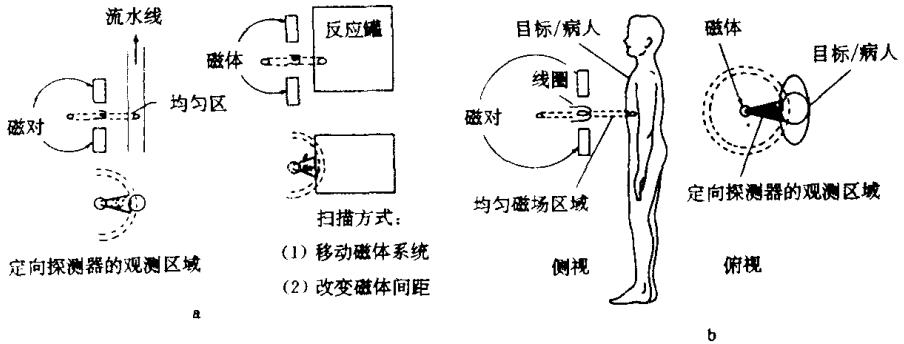 流水线
磁对
均匀区
定向探测器的观测区域
磁体
反应罐
扫描方式：
(1) 移动磁体系统
(2) 改变磁体间距
a
目标/病人
线圈
磁对
均匀磁场区域
侧视
磁体
目标/病人
定向探测器的观测区域
俯视
b